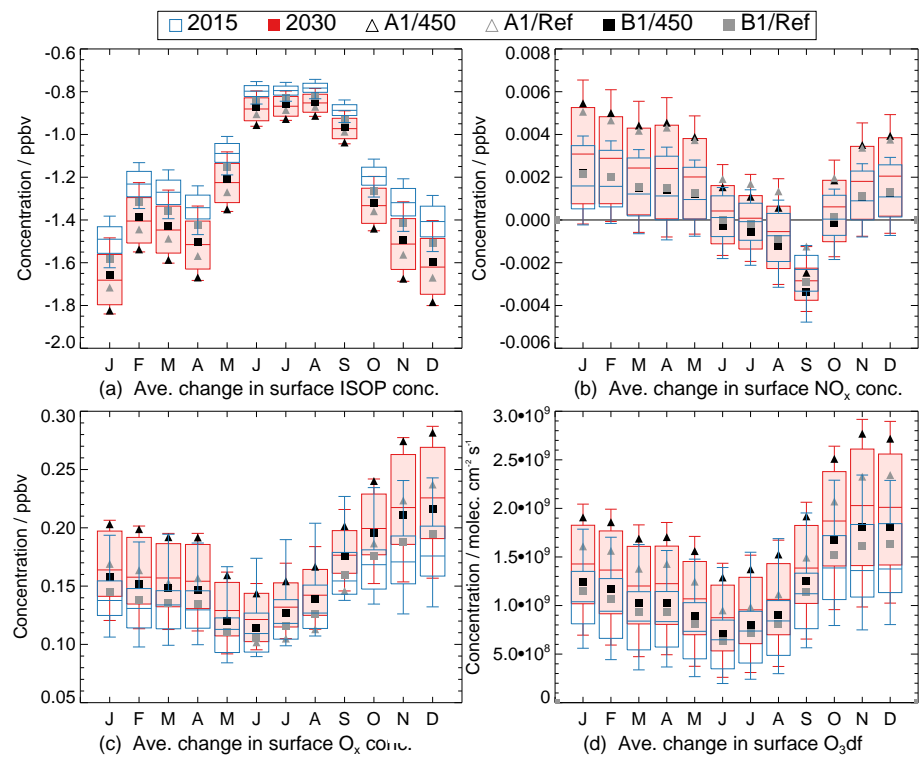 2015 2030 A1/450 A1/Ref B1/450 B1/Ref
-0.6
-0.8
-1.0
-1.2
-1.4
-1.6
-1.8
-2.0
Concentration / ppbv
J F M A M J J A S O N D
(a) Ave. change in surface ISOP conc.
0.006
0.004
0.002
0.000
-0.002
-0.004
-0.006
Concentration / ppbv
J F M A M J J A S O N D
(b) Ave. change in surface NOₓ conc.
0.30
0.25
0.20
0.15
0.10
0.05
Concentration / ppbv
J F M A M J J A S O N D
(c) Ave. change in surface Oₓ conc.
3.0•10⁹
2.5•10⁹
2.0•10⁹
1.5•10⁹
1.0•10⁹
5.0•10⁸
0
Concentration / molec. cm⁻² s⁻¹
J F M A M J J A S O N D
(d) Ave. change in surface O₃df